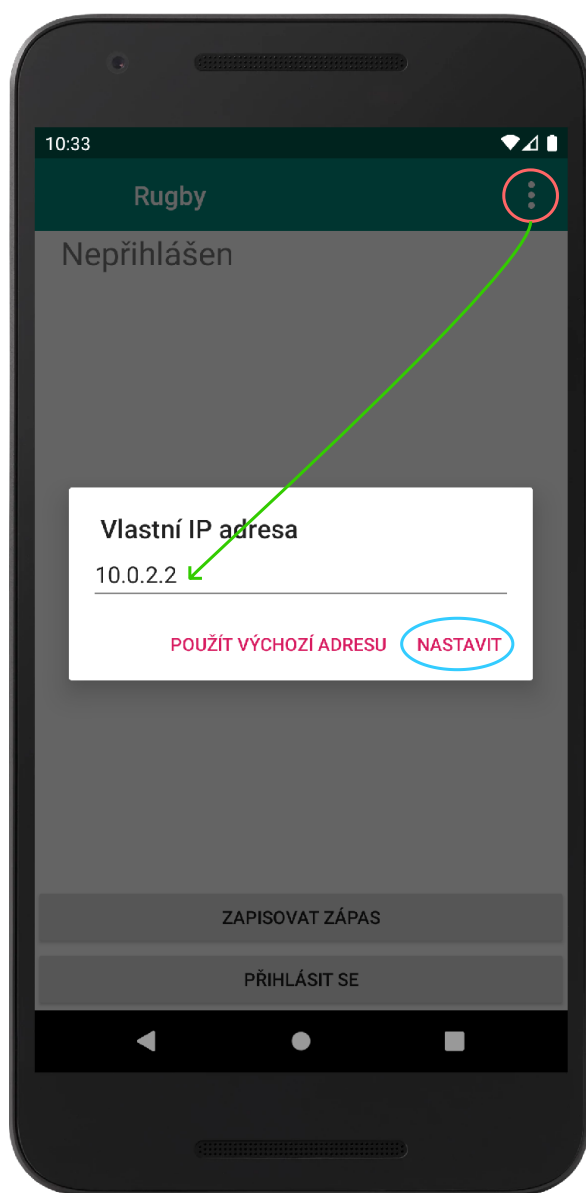 10:33
Rugby
Nepřihlášen
Vlastní IP adresa
10.0.2.2
POUŽÍT VÝCHOZÍ ADRESU NASTAVIT
ZAPISOVAT ZÁPAS
PŘIHLÁSIT SE